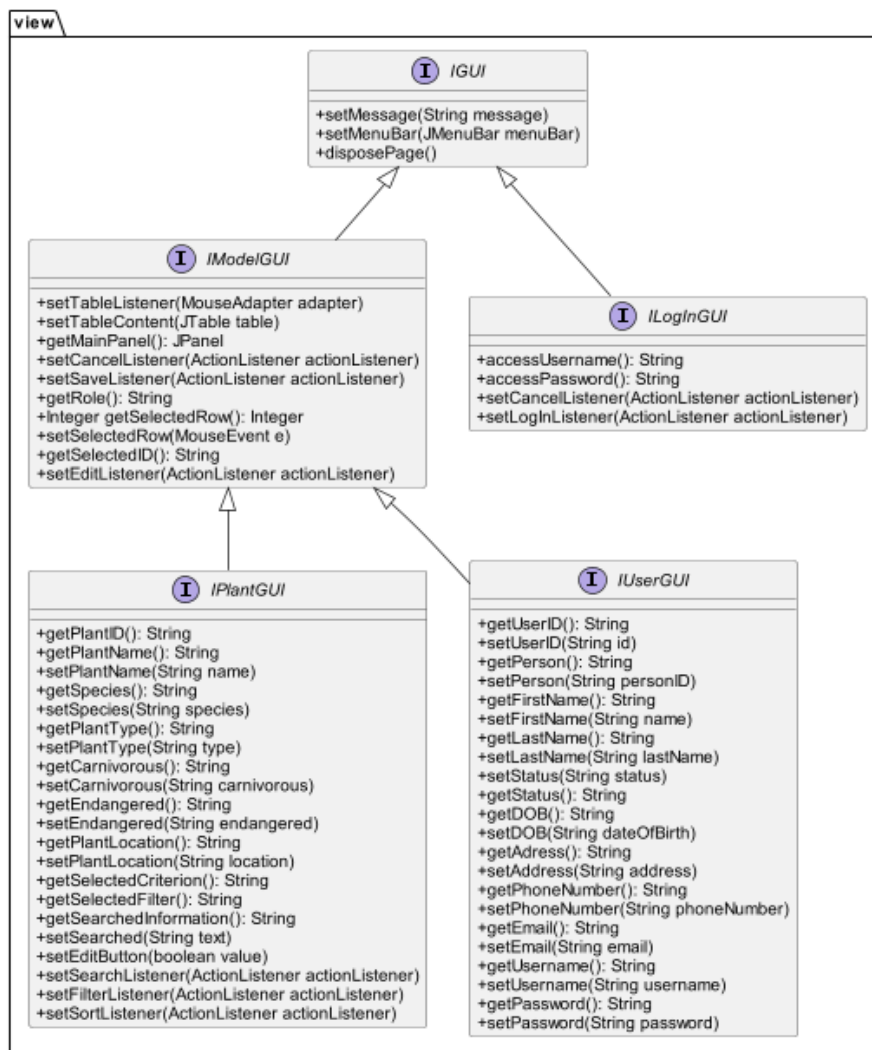 view
I IGUI
+setMessage(String message)
+setMenuBar(JMenuBar menuBar)
+disposePage()
I IModelGUI
+setTableListener(MouseAdapter adapter)
+setTableContent(JTable table)
+getMainPanel(): JPanel
+setCancelListener(ActionListener actionListener)
+setSaveListener(ActionListener actionListener)
+getRole(): String
+Integer getSelectedRow(): Integer
+setSelectedRow(MouseEvent e)
+getSelectedID(): String
+setEditListener(ActionListener actionListener)
I ILogInGUI
+accessUsername(): String
+accessPassword(): String
+setCancelListener(ActionListener actionListener)
+setLogInListener(ActionListener actionListener)
I IPlantGUI
+getPlantID(): String
+getPlantName(): String
+setPlantName(String name)
+getSpecies(): String
+setSpecies(String species)
+getPlantType(): String
+setPlantType(String type)
+getCarnivorous(): String
+setCarnivorous(String carnivorous)
+getEndangered(): String
+setEndangered(String endangered)
+getPlantLocation(): String
+setPlantLocation(String location)
+getSelectedCriterion(): String
+getSelectedFilter(): String
+getSearchedInformation(): String
+setSearched(String text)
+setEditButton(boolean value)
+setSearchListener(ActionListener actionListener)
+setFilterListener(ActionListener actionListener)
+setSortListener(ActionListener actionListener)
I IUserGUI
+getUserID(): String
+setUserID(String id)
+getPerson(): String
+setPerson(String personID)
+getFirstName(): String
+setFirstName(String name)
+getLastName(): String
+setLastName(String lastName)
+setStatus(String status)
+getStatus(): String
+getDOB(): String
+setDOB(String dateOfBirth)
+getAdress(): String
+setAddress(String address)
+getPhoneNumber(): String
+setPhoneNumber(String phoneNumber)
+getEmail(): String
+setEmail(String email)
+getUsername(): String
+setUsername(String username)
+getPassword(): String
+setPassword(String password)